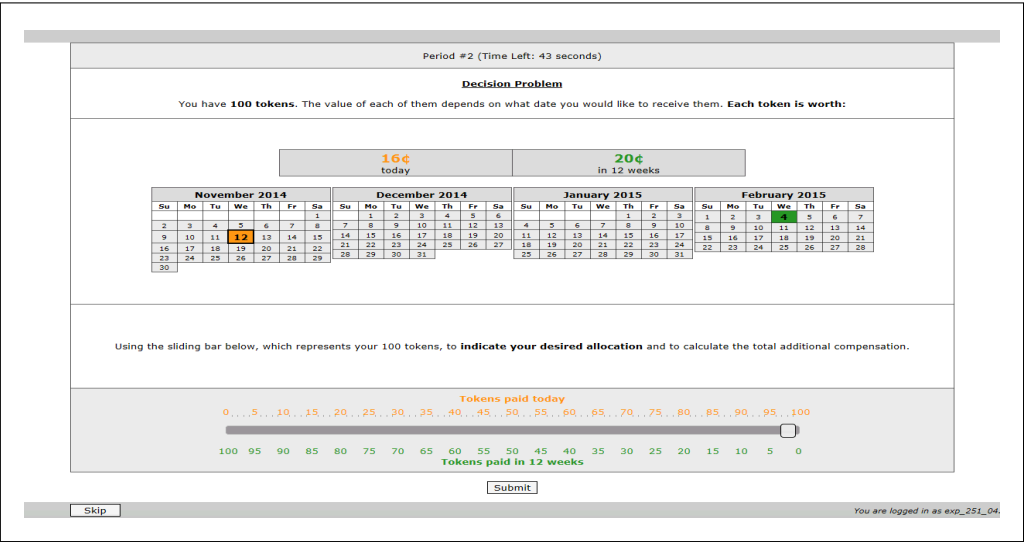 Period #2 (Time Left: 43 seconds)
Decision Problem
You have 100 tokens. The value of each of them depends on what date you would like to receive them. Each token is worth:
16¢ 20¢
today in 12 weeks
November 2014 December 2014 January 2015 February 2015
Su Mo Tu We Th Fr Sa Su Mo Tu We Th Fr Sa Su Mo Tu We Th Fr Sa Su Mo Tu We Th Fr Sa
1 1 2 3 4 5 6 1 2 3 1 2 3 4 5 6 7
2 3 4 5 6 7 8 7 8 9 10 11 12 13 4 5 6 7 8 9 10 8 9 10 11 12 13 14
9 10 11 12 13 14 15 14 15 16 17 18 19 20 11 12 13 14 15 16 17 15 16 17 18 19 20 21
16 17 18 19 20 21 22 21 22 23 24 25 26 27 18 19 20 21 22 23 24 22 23 24 25 26 27 28
23 24 25 26 27 28 29 28 29 30 31 25 26 27 28 29 30 31
30
Using the sliding bar below, which represents your 100 tokens, to indicate your desired allocation and to calculate the total additional compensation.
Tokens paid today
0....5....10....15....20....25....30....35....40....45....50....55....60....65....70....75....80....85....90....95....100
100 95 90 85 80 75 70 65 60 55 50 45 40 35 30 25 20 15 10 5 0
Tokens paid in 12 weeks
Submit
Skip
You are logged in as exp_251_04.